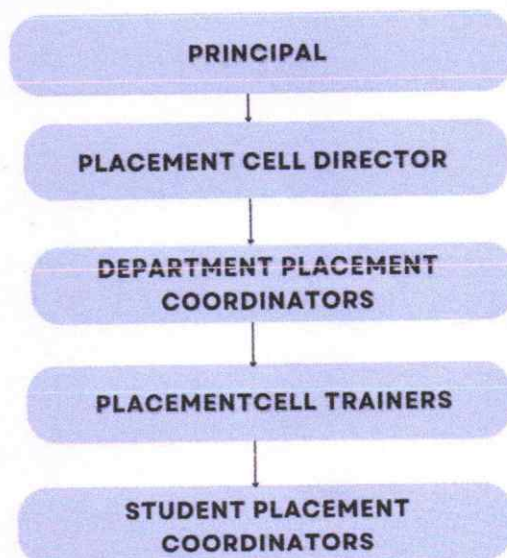 PRINCIPAL
PLACEMENT CELL DIRECTOR
DEPARTMENT PLACEMENT
COORDINATORS
PLACEMENTCELL TRAINERS
STUDENT PLACEMENT
COORDINATORS